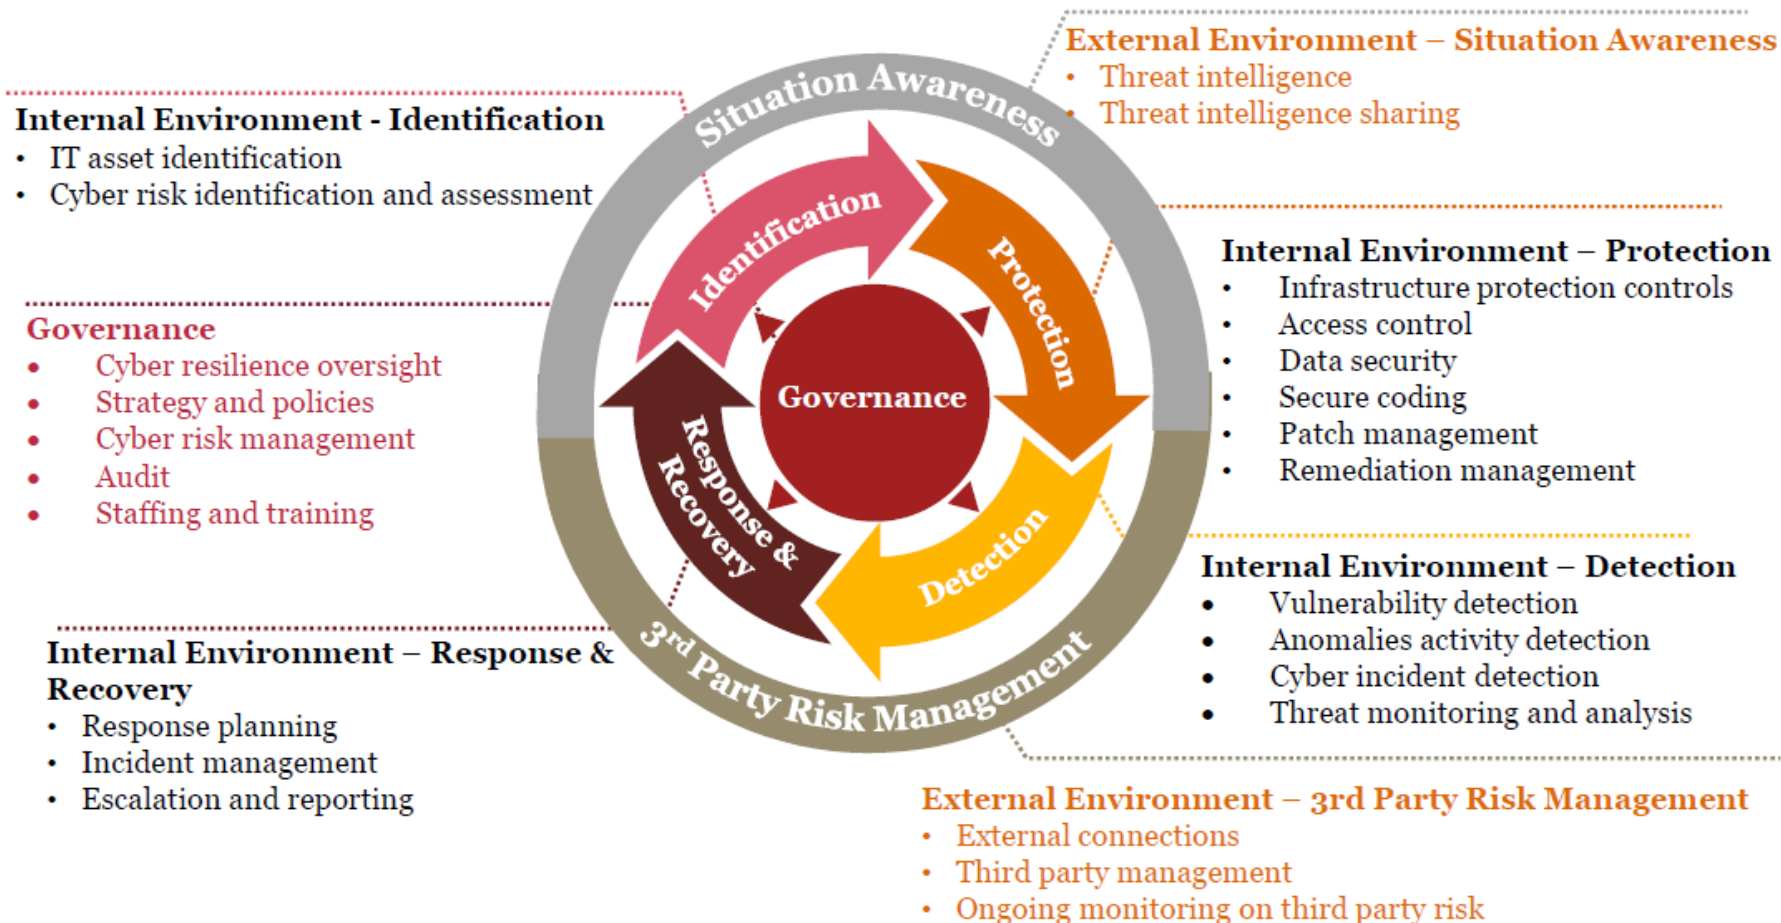 External Environment – Situation Awareness
• Threat intelligence
• Threat intelligence sharing
Internal Environment - Identification
• IT asset identification
• Cyber risk identification and assessment
Governance
• Cyber resilience oversight
• Strategy and policies
• Cyber risk management
• Audit
• Staffing and training
Internal Environment – Response &
Recovery
• Response planning
• Incident management
• Escalation and reporting
Situation Awareness
Identification
Protection
Governance
Response &
Recovery
Detection
3rd Party Risk Management
Internal Environment – Protection
• Infrastructure protection controls
• Access control
• Data security
• Secure coding
• Patch management
• Remediation management
Internal Environment – Detection
• Vulnerability detection
• Anomalies activity detection
• Cyber incident detection
• Threat monitoring and analysis
External Environment – 3rd Party Risk Management
• External connections
• Third party management
• Ongoing monitoring on third party risk